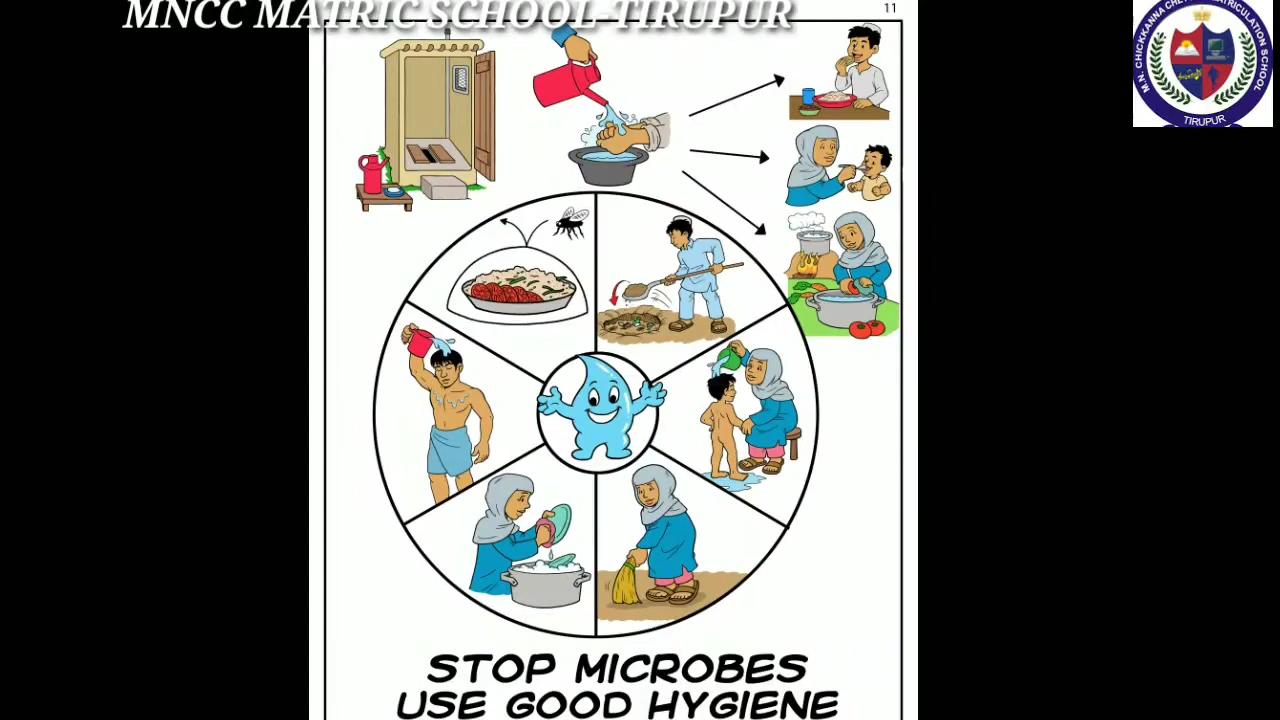 MNCC MATRIC SCHOOL-TIRUPUR
11
TIRUPUR
STOP MICROBES
USE GOOD HYGIENE